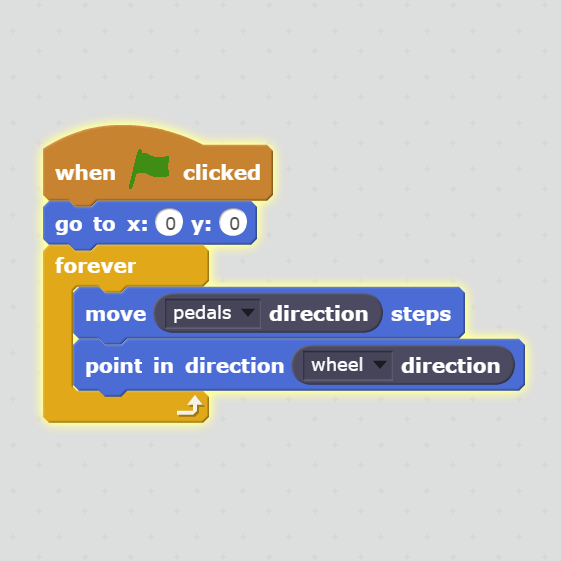 when clicked
go to x: 0 y: 0
forever
move pedals direction steps
point in direction wheel direction